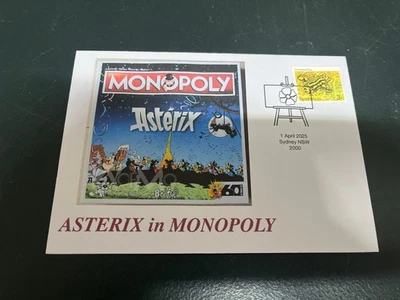 MONOPOLY
Asterix
60
1 April 2025
Sydney NSW
2000
ASTERIX in MONOPOLY